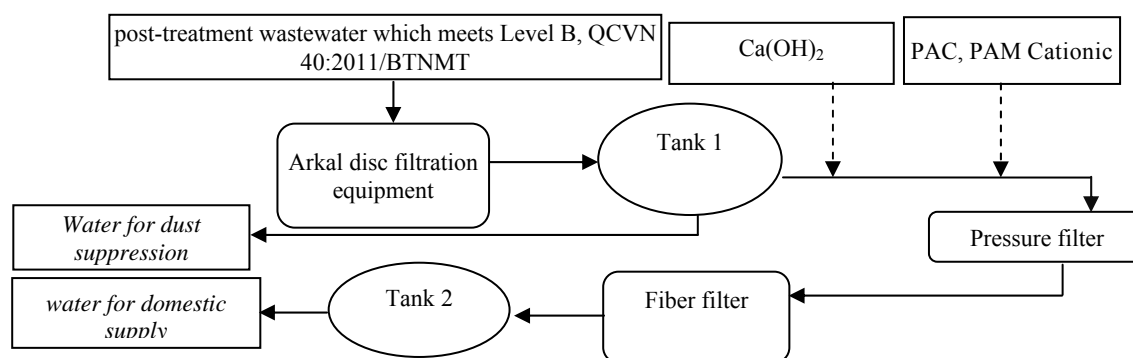 post-treatment wastewater which meets Level B, QCVN
40:2011/BTNMT
Ca(OH)₂
PAC, PAM Cationic
Arkal disc filtration
equipment
Tank 1
Water for dust
suppression
Pressure filter
water for domestic
supply
Tank 2
Fiber filter